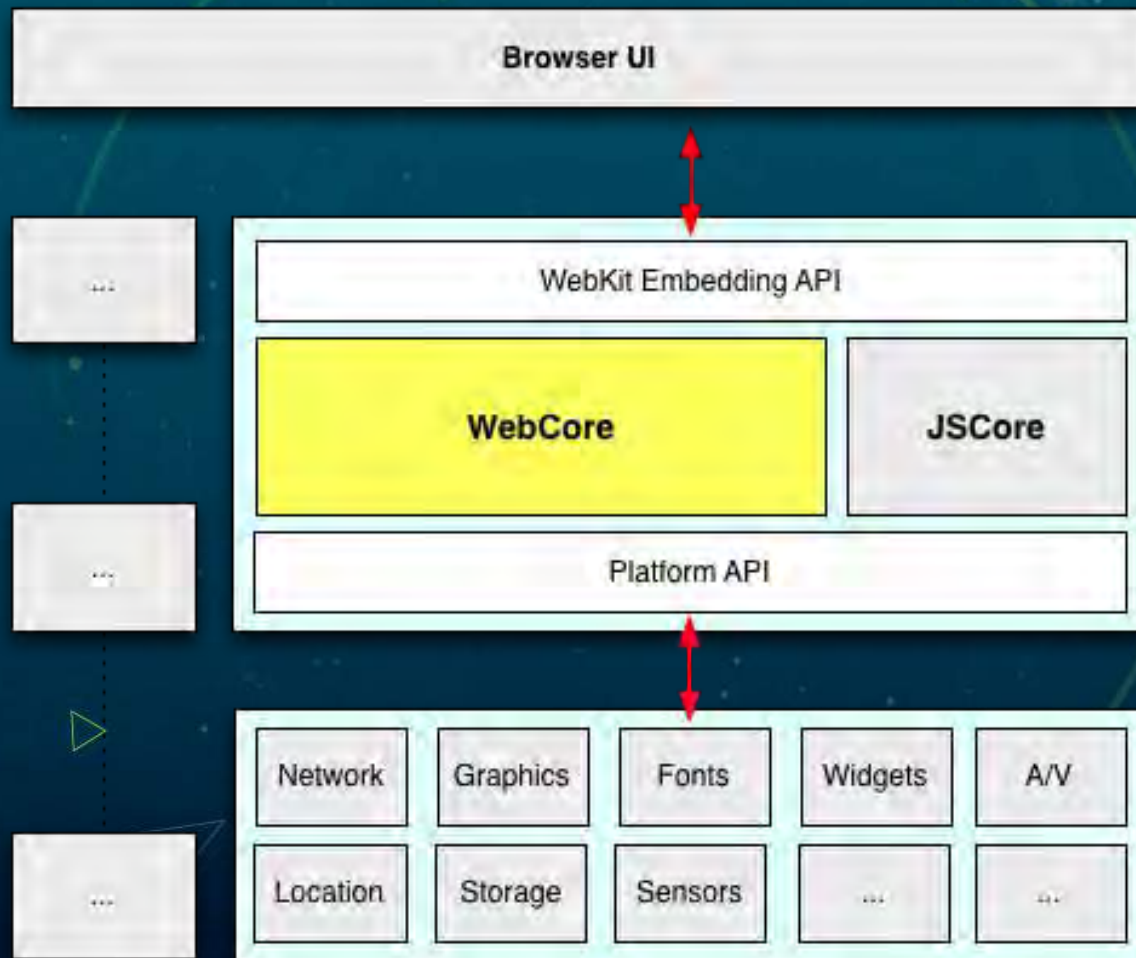 Browser UI
...
WebKit Embedding API
WebCore
JSCore
...
Platform API
Network
Graphics
Fonts
Widgets
A/V
...
Location
Storage
Sensors
...
...